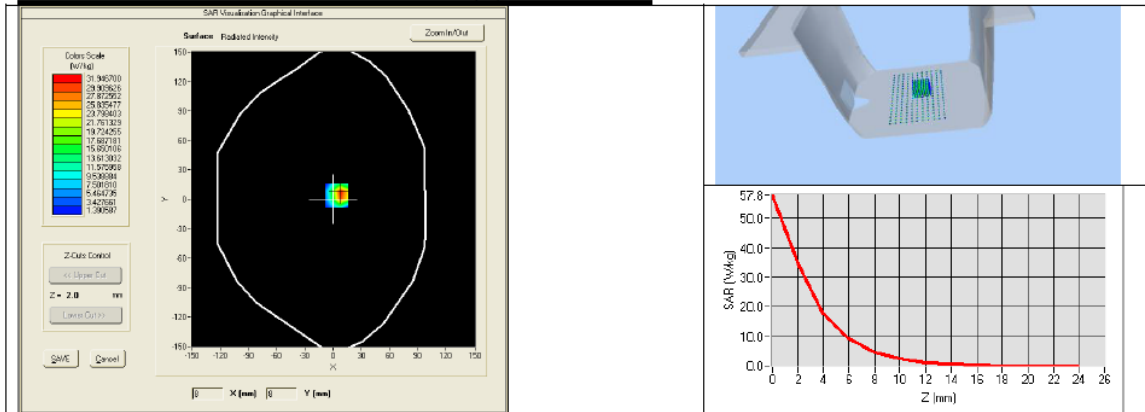 SAR Visualisation Graphical Interface
Surface Radiated Intensity
Zoom In/Out
Colors Scale
(W/kg)
31.946700
29.909626
27.872552
25.835477
23.798403
21.761329
19.724255
17.687181
15.650106
13.613032
11.575958
9.538884
7.501810
5.464735
3.427661
1.390587
Z-Cuts Control
<< Upper Cut
Z = 2.0 mm
Lower Cut >>
SAVE
Cancel
150
120
90
60
30
0
-30
-60
-90
-120
-150
Y
-150 -120 -90 -60 -30 0 30 60 90 120 150
X
8 X (mm) 8 Y (mm)
57.8
50.0
40.0
30.0
20.0
10.0
0.0
SAR (W/kg)
0 2 4 6 8 10 12 14 16 18 20 22 24 26
Z (mm)